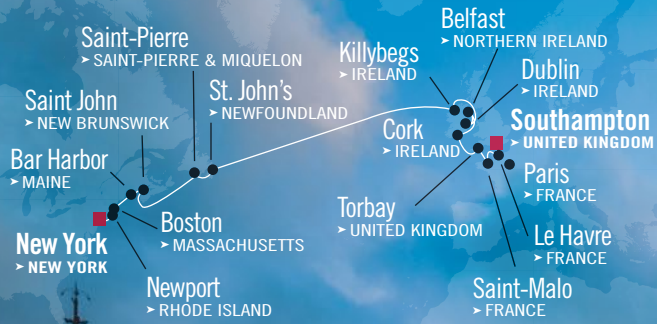 Belfast
➤ NORTHERN IRELAND
Saint-Pierre
➤ SAINT-PIERRE & MIQUELON
Killybegs
➤ IRELAND
Dublin
➤ IRELAND
St. John's
➤ NEWFOUNDLAND
Saint John
➤ NEW BRUNSWICK
Southampton
➤ UNITED KINGDOM
Cork
➤ IRELAND
Bar Harbor
➤ MAINE
Paris
➤ FRANCE
Torbay
➤ UNITED KINGDOM
Boston
➤ MASSACHUSETTS
Le Havre
➤ FRANCE
New York
➤ NEW YORK
Newport
➤ RHODE ISLAND
Saint-Malo
➤ FRANCE